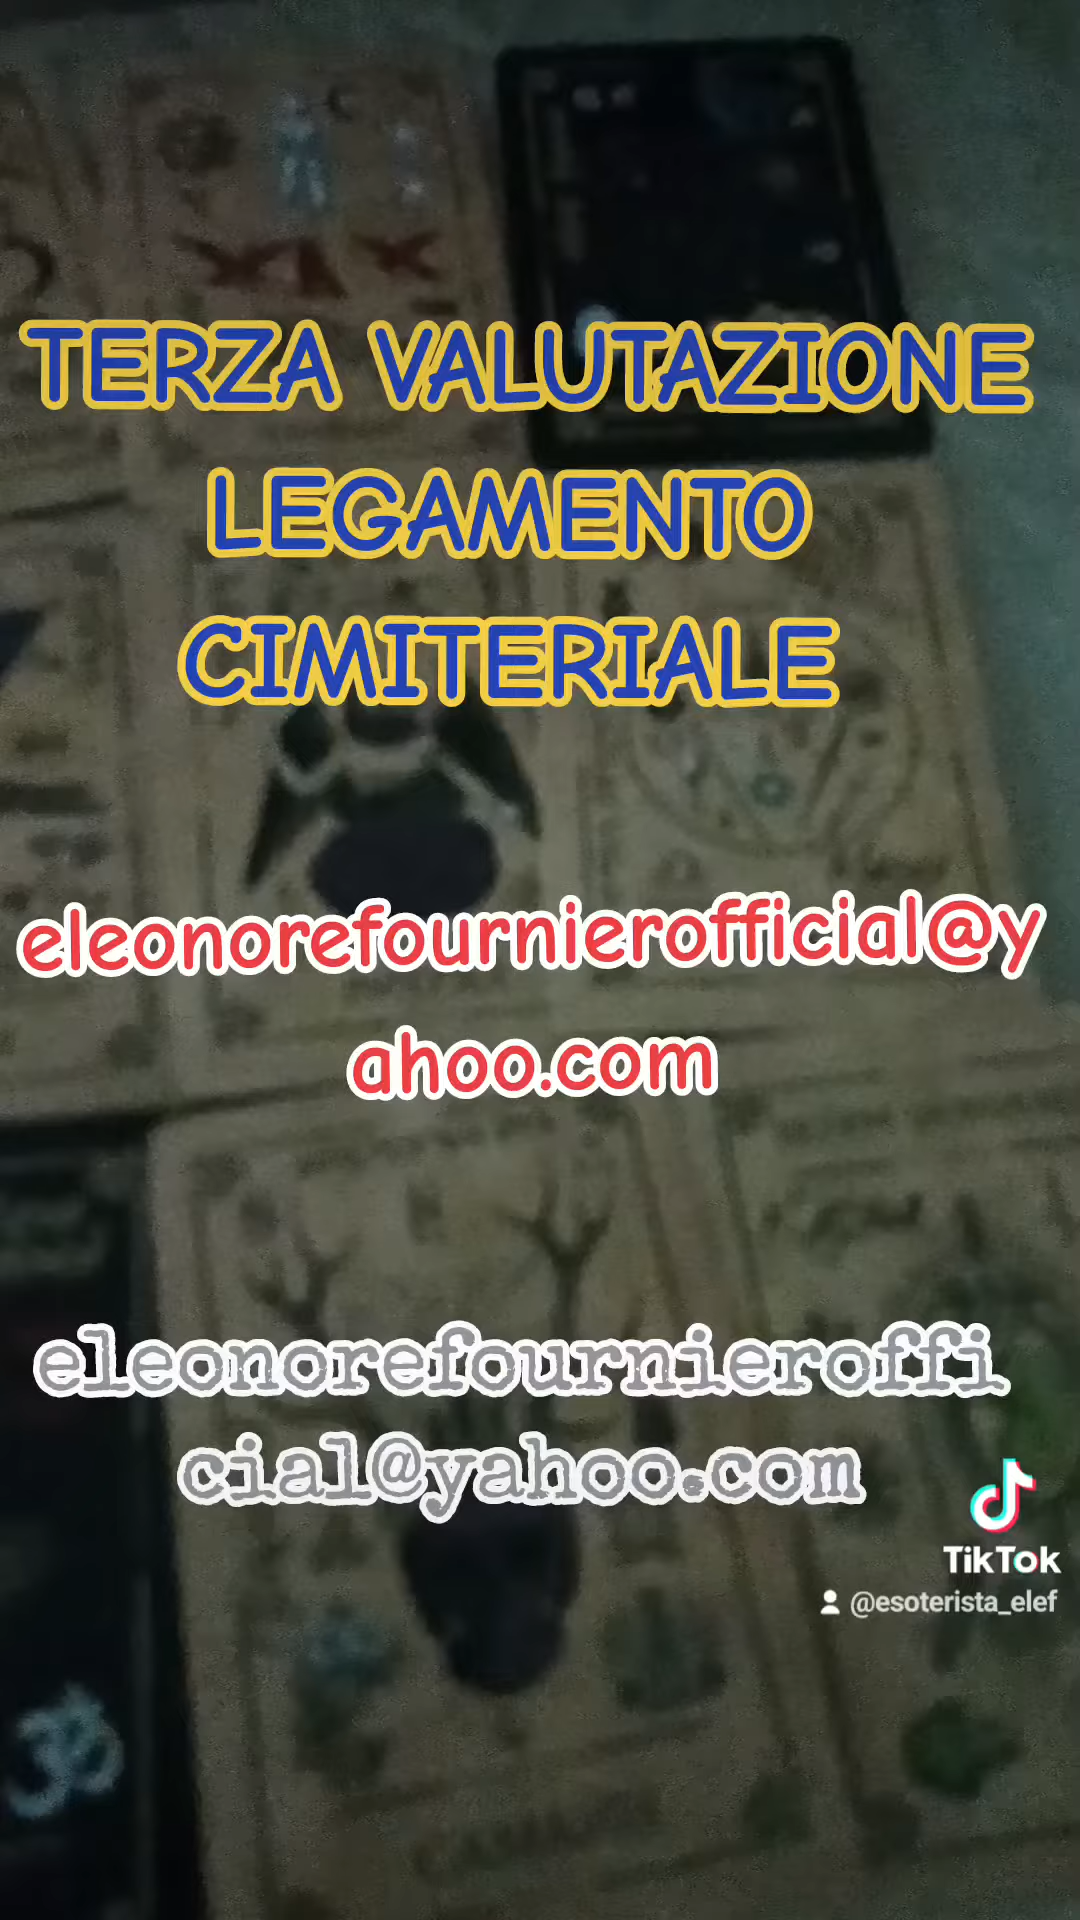 TERZA VALUTAZIONE
LEGAMENTO
CIMITERIALE
eleonorefournierofficial@y
ahoo.com
eleonorefournieroffi
cial@yahoo.com
TikTok
@esoterista_elef